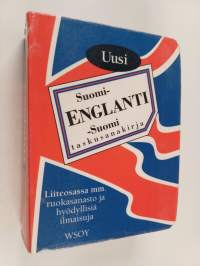 Uusi
Suomi-
ENGLANTI
-Suomi
taskusanakirja
Liiteosassa mm.
ruokasanasto ja
hyödyllisiä
ilmaisuja
WSOY